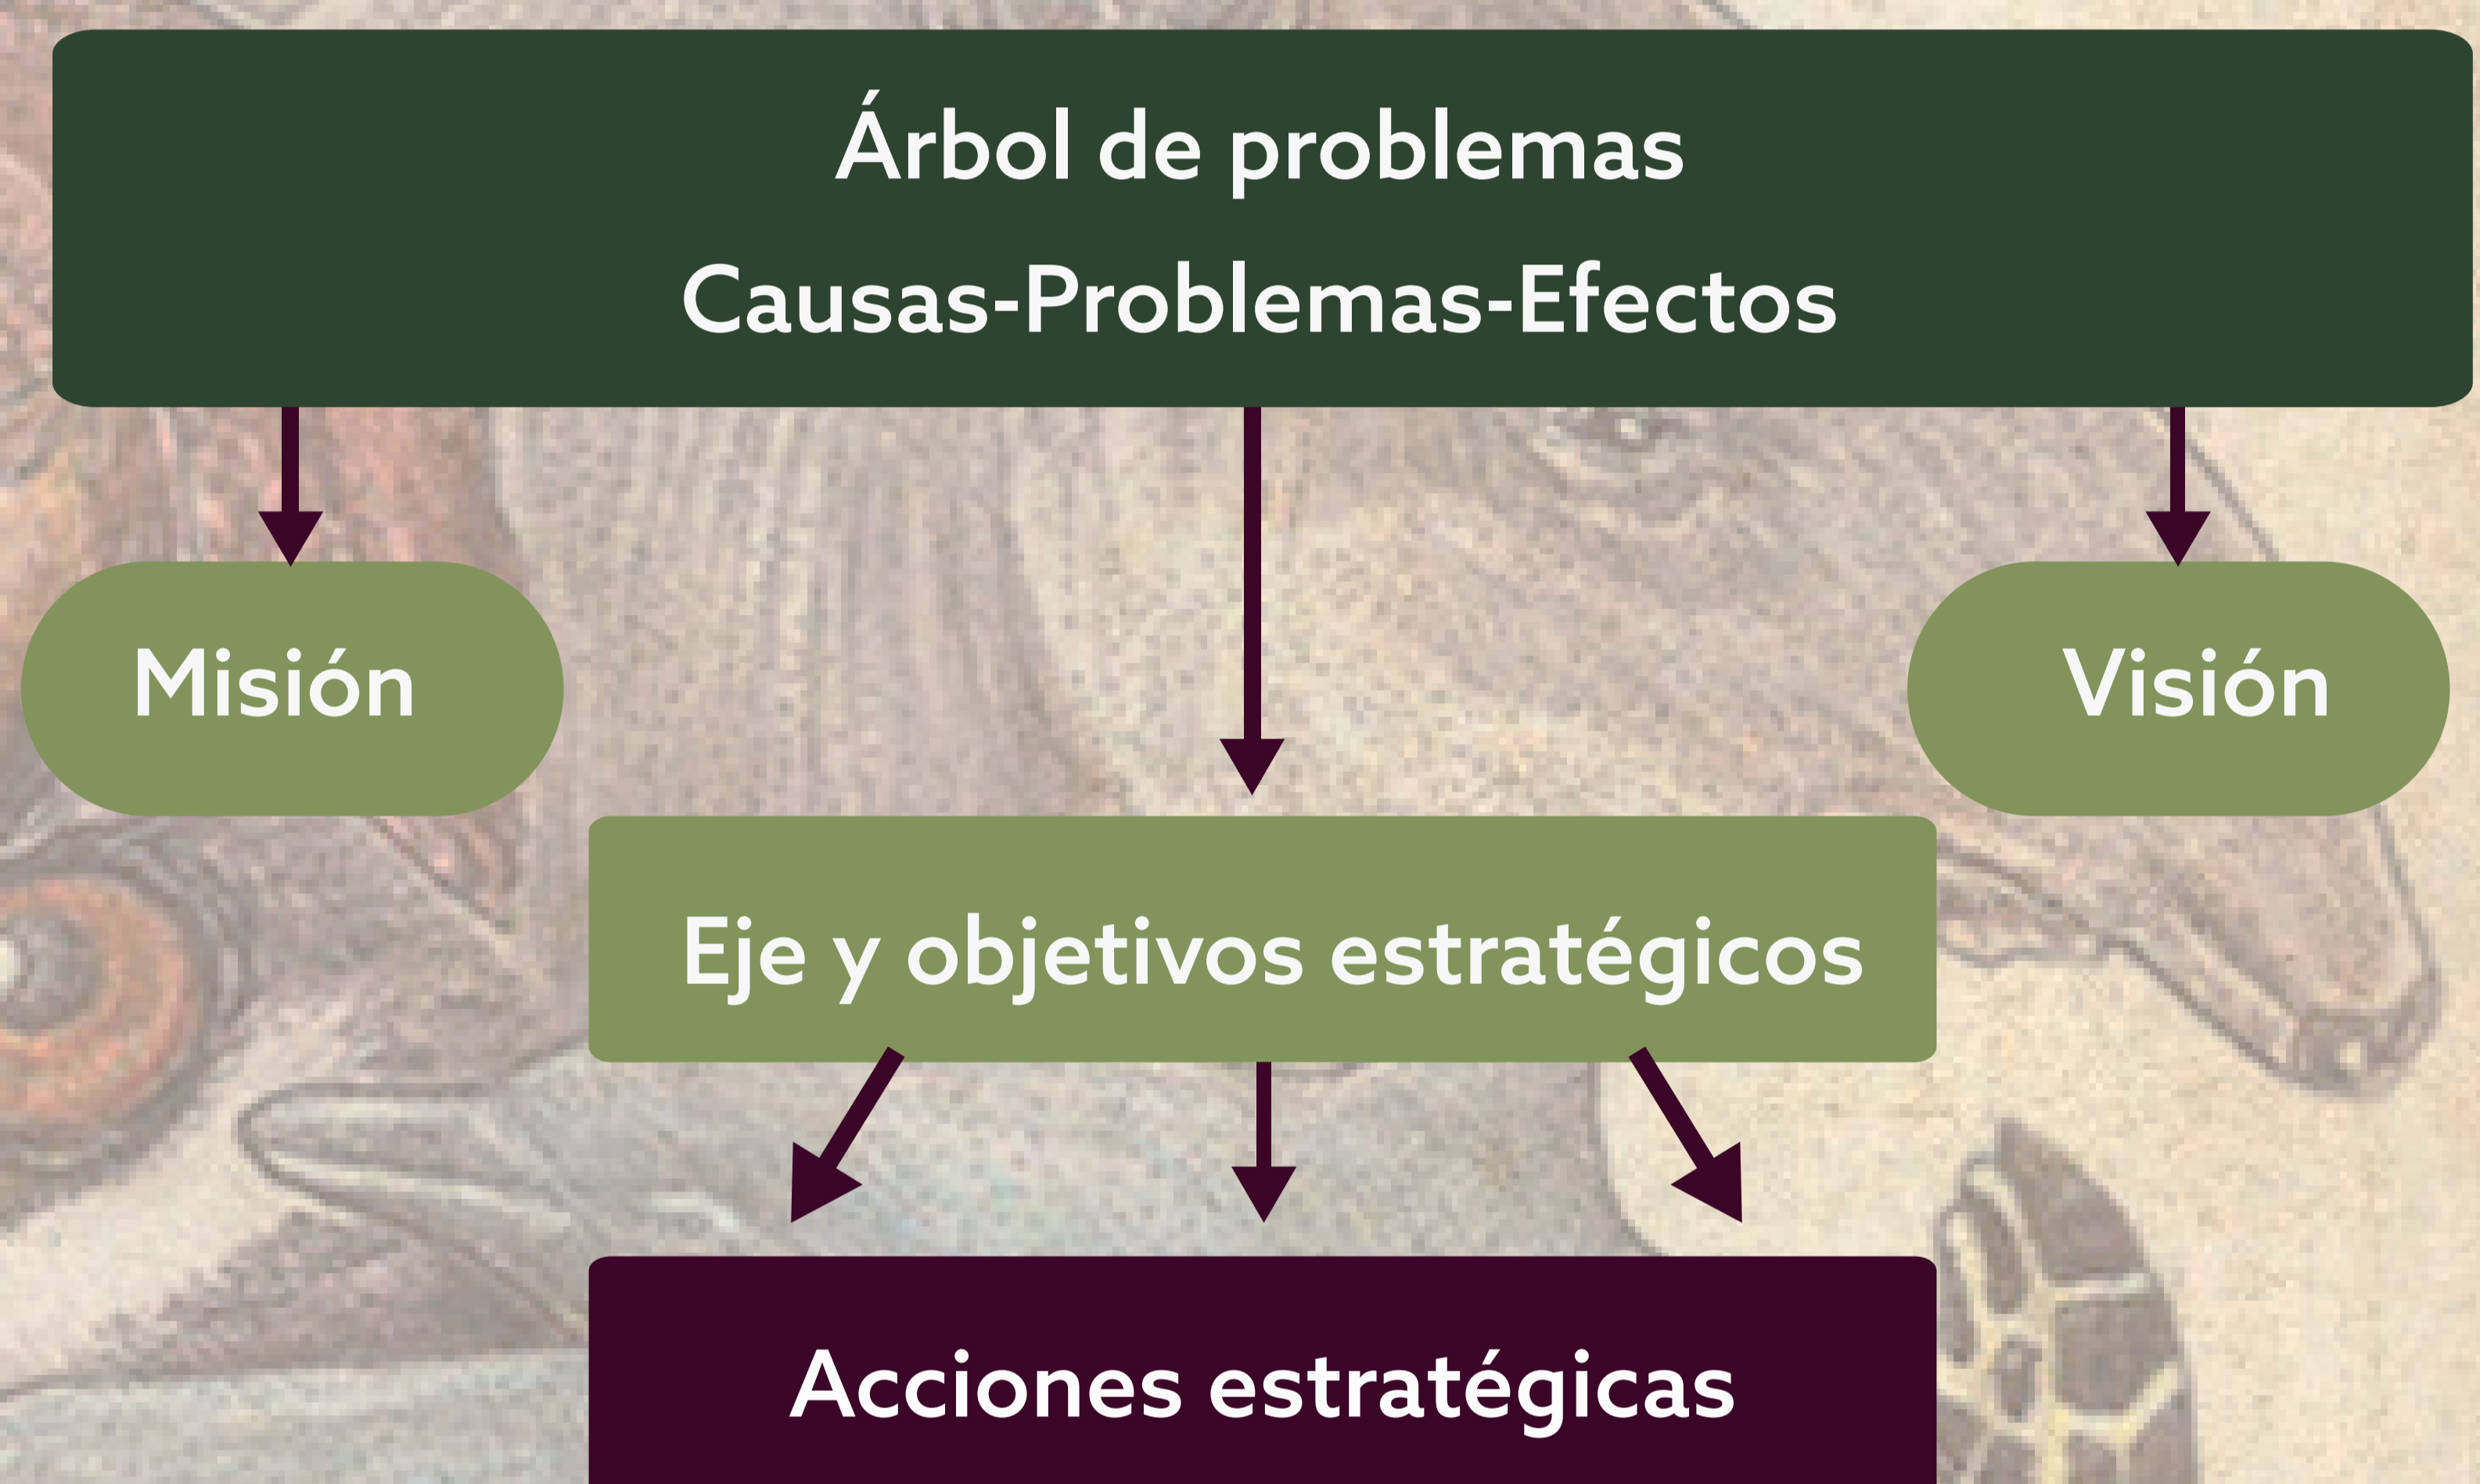 Árbol de problemas
Causas-Problemas-Efectos
Misión
Visión
Eje y objetivos estratégicos
Acciones estratégicas